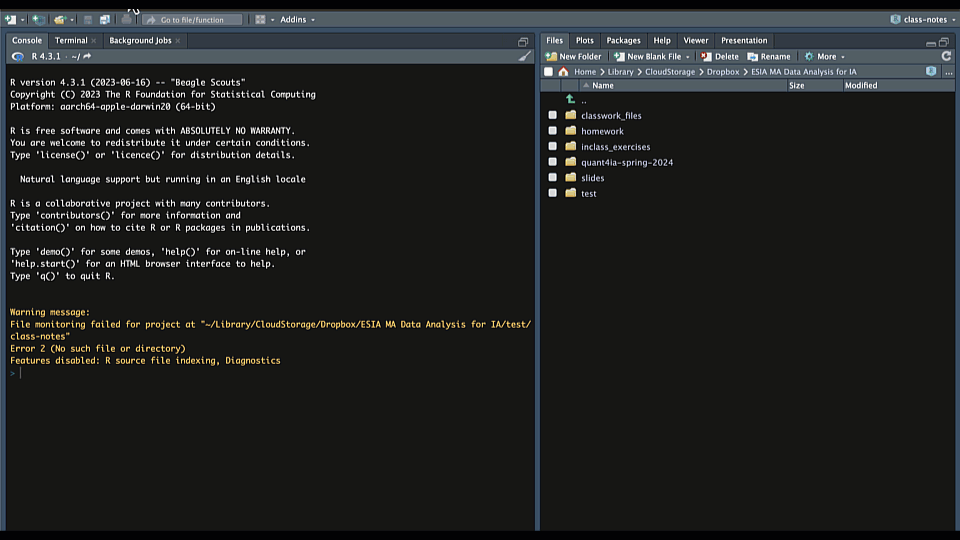 Go to file/function
Addins
class-notes
Console
Terminal
Background Jobs
R 4.3.1 · ~/
R version 4.3.1 (2023-06-16) -- "Beagle Scouts"
Copyright (C) 2023 The R Foundation for Statistical Computing
Platform: aarch64-apple-darwin20 (64-bit)
R is free software and comes with ABSOLUTELY NO WARRANTY.
You are welcome to redistribute it under certain conditions.
Type 'license()' or 'licence()' for distribution details.
Natural language support but running in an English locale
R is a collaborative project with many contributors.
Type 'contributors()' for more information and
'citation()' on how to cite R or R packages in publications.
Type 'demo()' for some demos, 'help()' for on-line help, or
'help.start()' for an HTML browser interface to help.
Type 'q()' to quit R.
Warning message:
File monitoring failed for project at "~/Library/CloudStorage/Dropbox/ESIA MA Data Analysis for IA/test/
class-notes"
Error 2 (No such file or directory)
Features disabled: R source file indexing, Diagnostics
>
Files Plots Packages Help Viewer Presentation
New Folder New Blank File Delete Rename More
Home Library CloudStorage Dropbox ESIA MA Data Analysis for IA ...
Name Size Modified
..
classwork_files
homework
inclass_exercises
quant4ia-spring-2024
slides
test